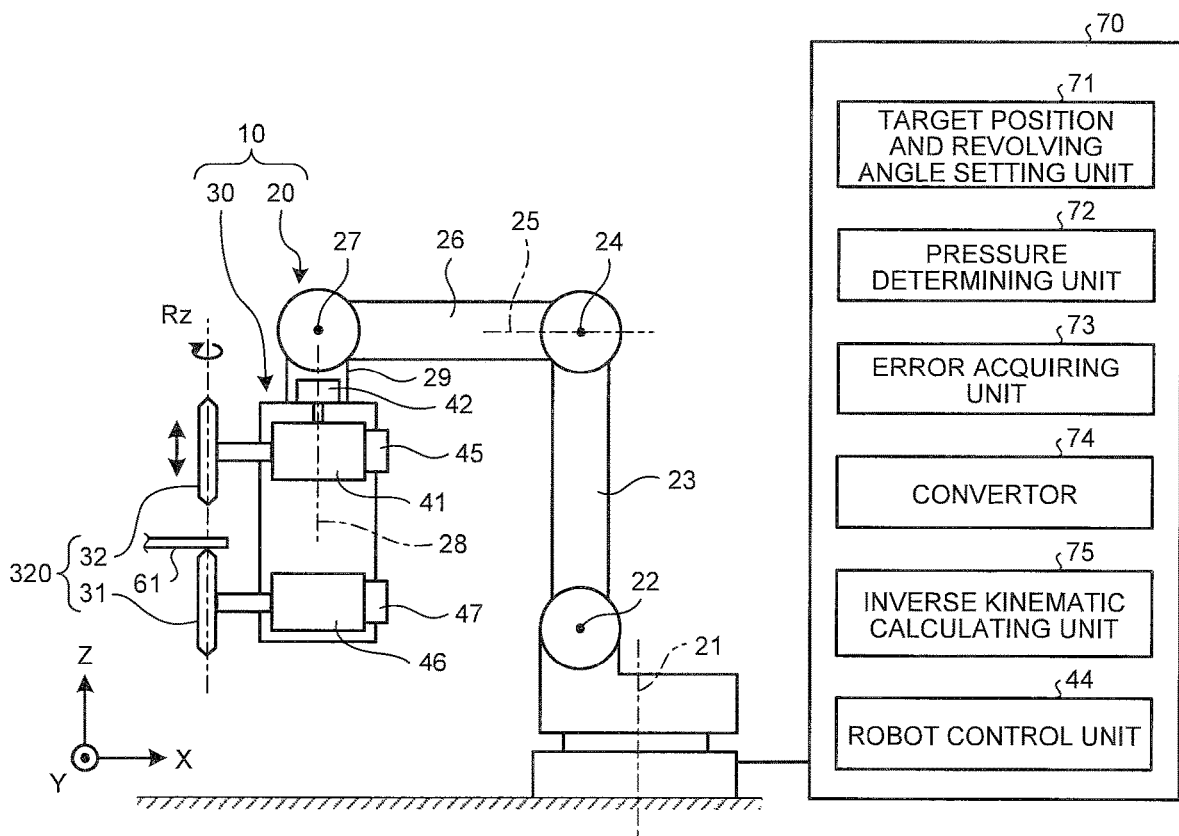 70
71
TARGET POSITION
AND REVOLVING
ANGLE SETTING UNIT
72
PRESSURE
DETERMINING UNIT
73
ERROR ACQUIRING
UNIT
74
CONVERTOR
75
INVERSE KINEMATIC
CALCULATING UNIT
44
ROBOT CONTROL UNIT
10
30 20
27
26
25
24
Rz
29
42
45
41
23
28
32
320
61
31
47
46
22
21
Z
Y
X